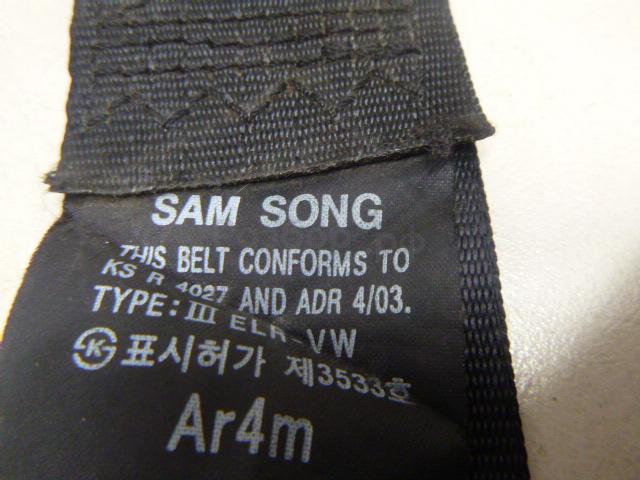 SAM SONG
THIS BELT CONFORMS TO
KS R 4027 AND ADR 4/03.
TYPE: III ELR-VW
K 표시허가 제3533호
Ar4m